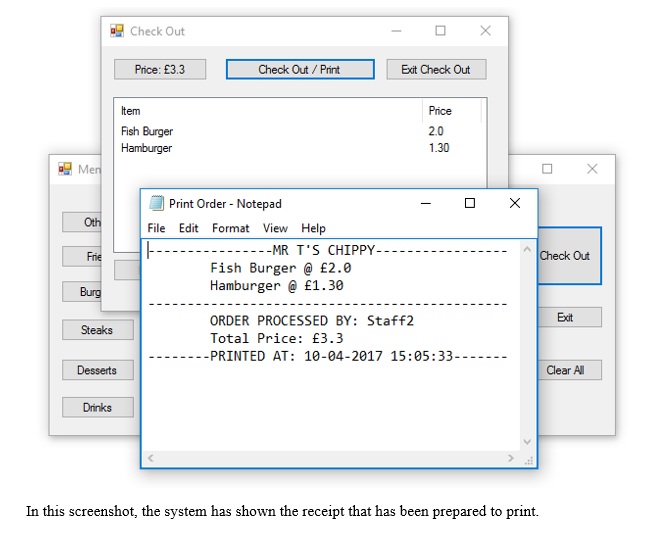 Check Out
Price: £3.3
Check Out / Print
Exit Check Out
Item Price
Fish Burger 2.0
Hamburger 1.30
Men
Oth
Frie
Burg
Steaks
Desserts
Drinks
Check Out
Exit
Clear All
Print Order - Notepad
File Edit Format View Help
----------------MR T'S CHIPPY-----------------
Fish Burger @ £2.0
Hamburger @ £1.30
----------------------------------------------
ORDER PROCESSED BY: Staff2
Total Price: £3.3
--------PRINTED AT: 10-04-2017 15:05:33-------
In this screenshot, the system has shown the receipt that has been prepared to print.